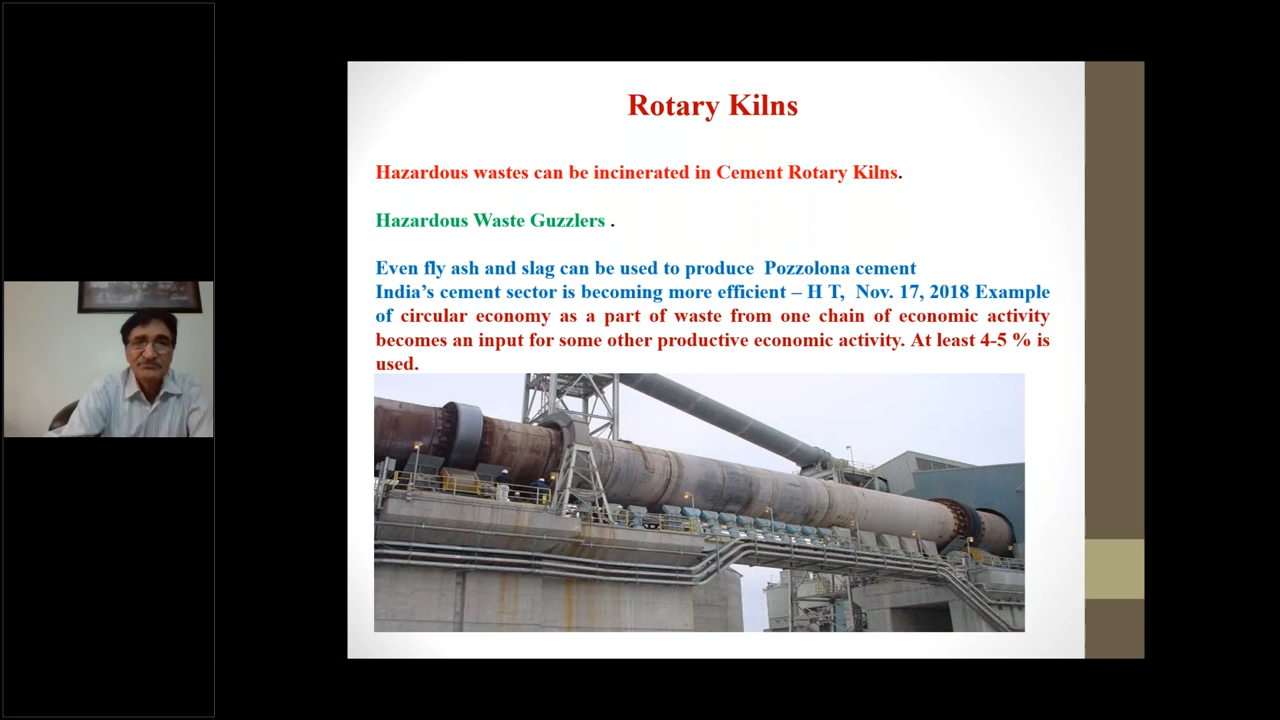 Rotary Kilns
Hazardous wastes can be incinerated in Cement Rotary Kilns.
Hazardous Waste Guzzlers .
Even fly ash and slag can be used to produce Pozzolona cement
India’s cement sector is becoming more efficient – H T, Nov. 17, 2018 Example
of circular economy as a part of waste from one chain of economic activity
becomes an input for some other productive economic activity. At least 4-5 % is
used.